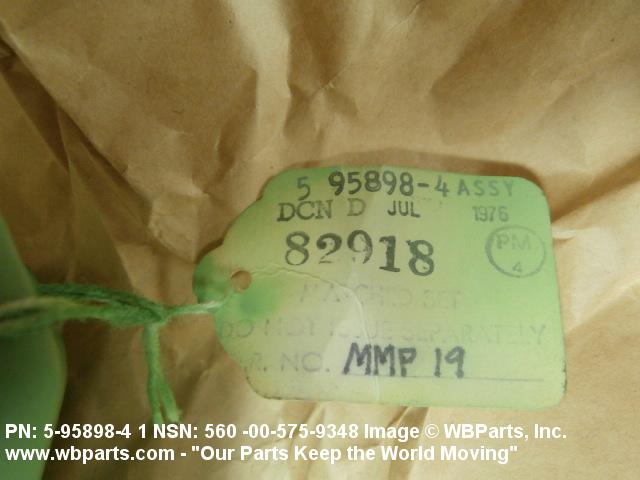 5 95898-4 ASSY
DCN D JUL 1976
82918
PM
4
MATCHED SET
DO NOT ISSUE SEPARATELY
R. NO. MMP 19
PN: 5-95898-4 1 NSN: 560 -00-575-9348 Image © WBParts, Inc.
www.wbparts.com - "Our Parts Keep the World Moving"